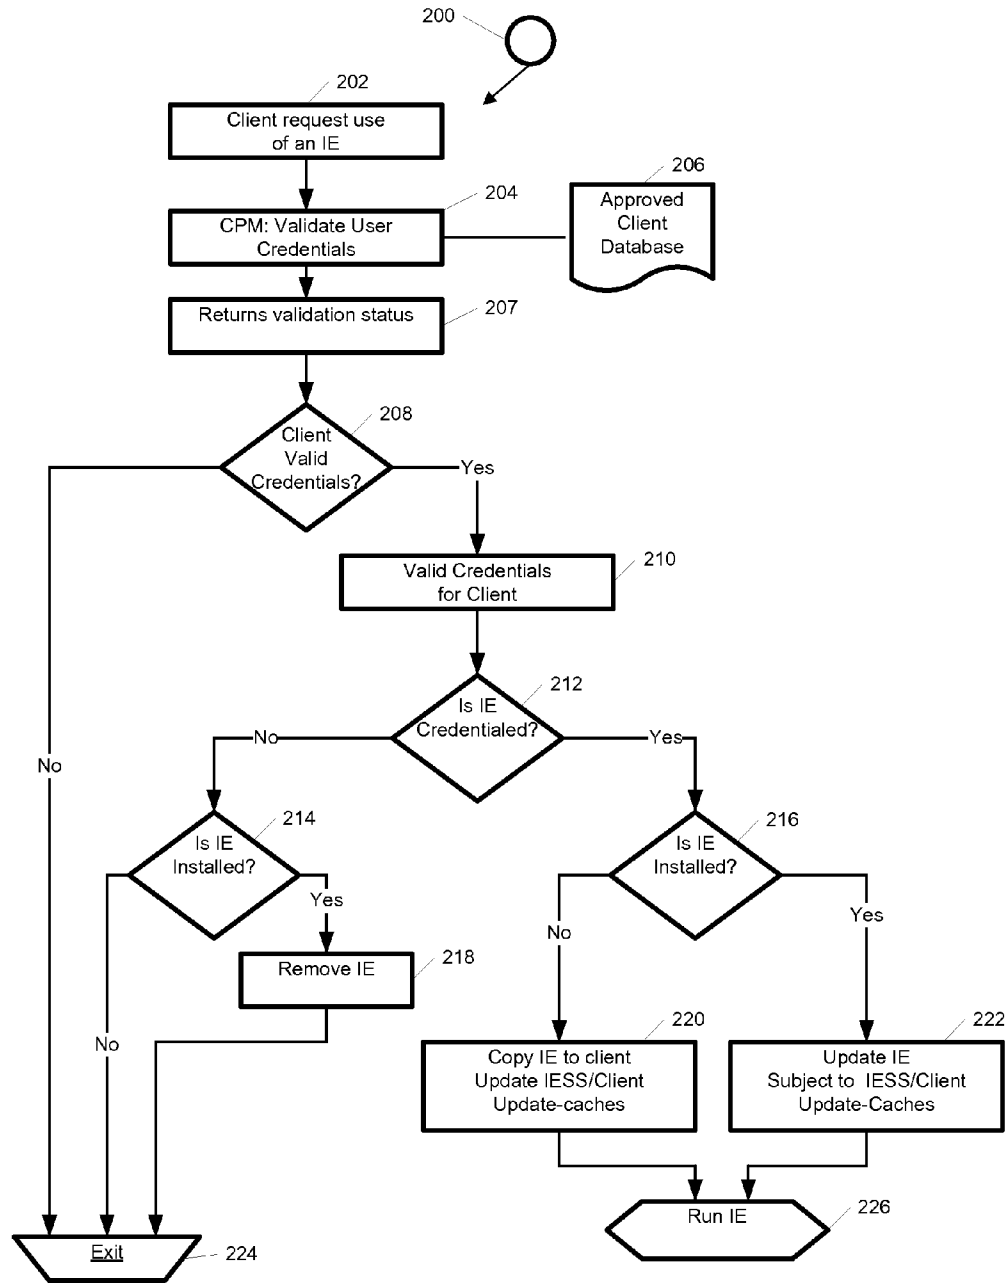 200
202
Client request use
of an IE
204
206
CPM: Validate User
Credentials
Approved
Client
Database
Returns validation status
207
208
Client
Valid
Credentials?
Yes
210
Valid Credentials
for Client
212
Is IE
Credentialed?
No
Yes
No
214
Is IE
Installed?
216
Is IE
Installed?
Yes
No
Yes
218
Remove IE
No
220
Copy IE to client
Update IESS/Client
Update-caches
222
Update IE
Subject to IESS/Client
Update-Caches
Run IE
226
Exit
224